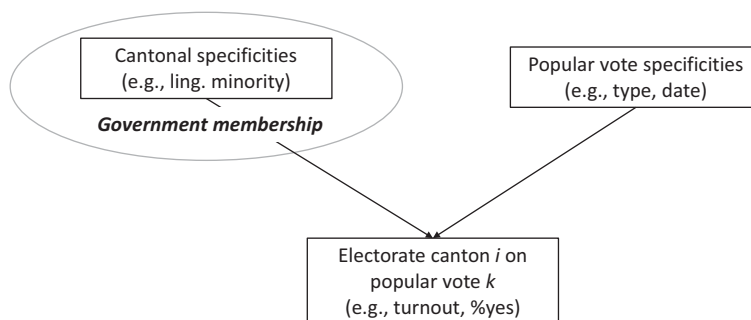 Cantonal specificities
(e.g., ling. minority)
Government membership
Popular vote specificities
(e.g., type, date)
Electorate canton i on
popular vote k
(e.g., turnout, %yes)